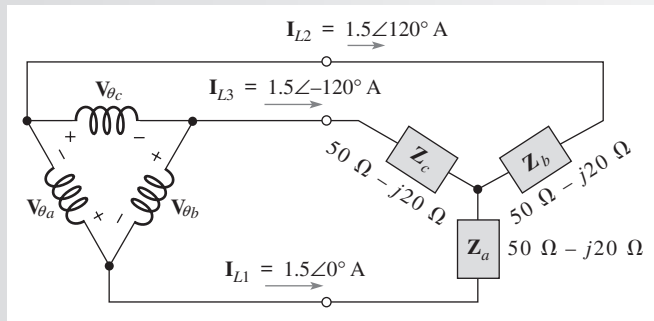 I_L2 = 1.5∠120° A
V_θc
I_L3 = 1.5∠–120° A
+ –
– +
Z_c
Z_b
50 Ω – j20 Ω
50 Ω – j20 Ω
V_θa
+ –
V_θb
Z_a 50 Ω – j20 Ω
I_L1 = 1.5∠0° A